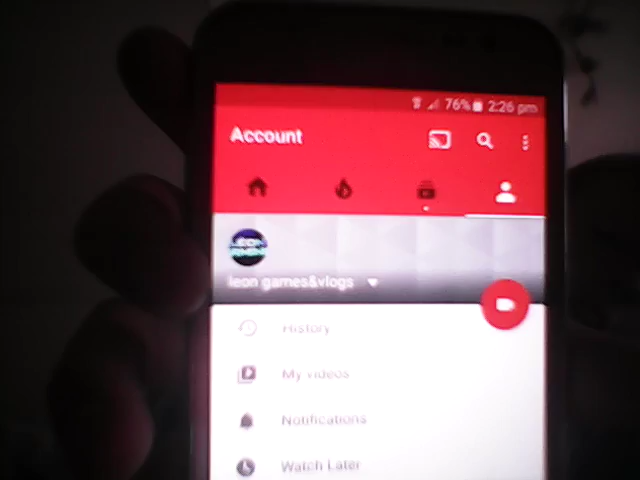 76% 2:26 pm
Account
leon games&vlogs
History
My videos
Notifications
Watch Later